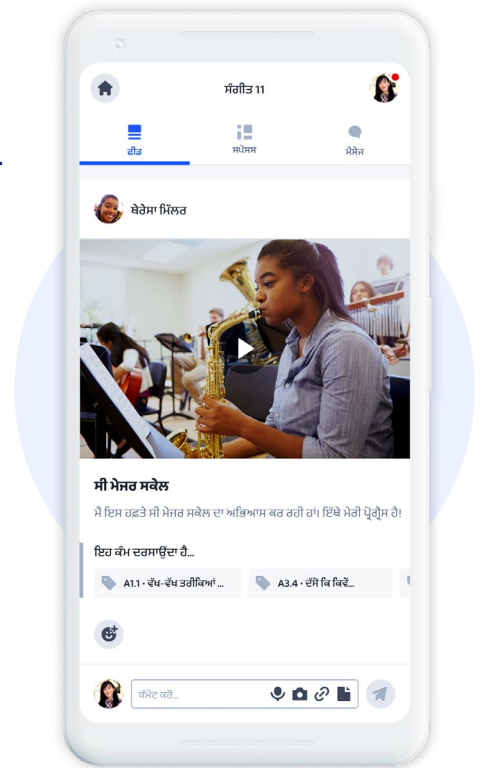 ਸੰਗੀਤ 11
ਫੀਡ
ਸਪੇਸਸ
ਮੈਸੇਜ
ਥੇਰੇਸਾ ਮਿੱਲਰ
ਸੀ ਮੇਜਰ ਸਕੇਲ
ਮੈਂ ਇਸ ਹਫ਼ਤੇ ਸੀ ਮੇਜਰ ਸਕੇਲ ਦਾ ਅਭਿਆਸ ਕਰ ਰਹੀ ਹਾਂ। ਇੱਥੇ ਮੇਰੀ ਪ੍ਰੋਗ੍ਰੈਸ ਹੈ!
ਇਹ ਕੰਮ ਦਰਸਾਉਂਦਾ ਹੈ...
A1.1 • ਵੱਖ-ਵੱਖ ਤਰੀਕਿਆਂ ...
A3.4 • ਦੱਸੋ ਕਿ ਕਿਵੇਂ...
ਕੰਮੇਟ ਕਰੋ...